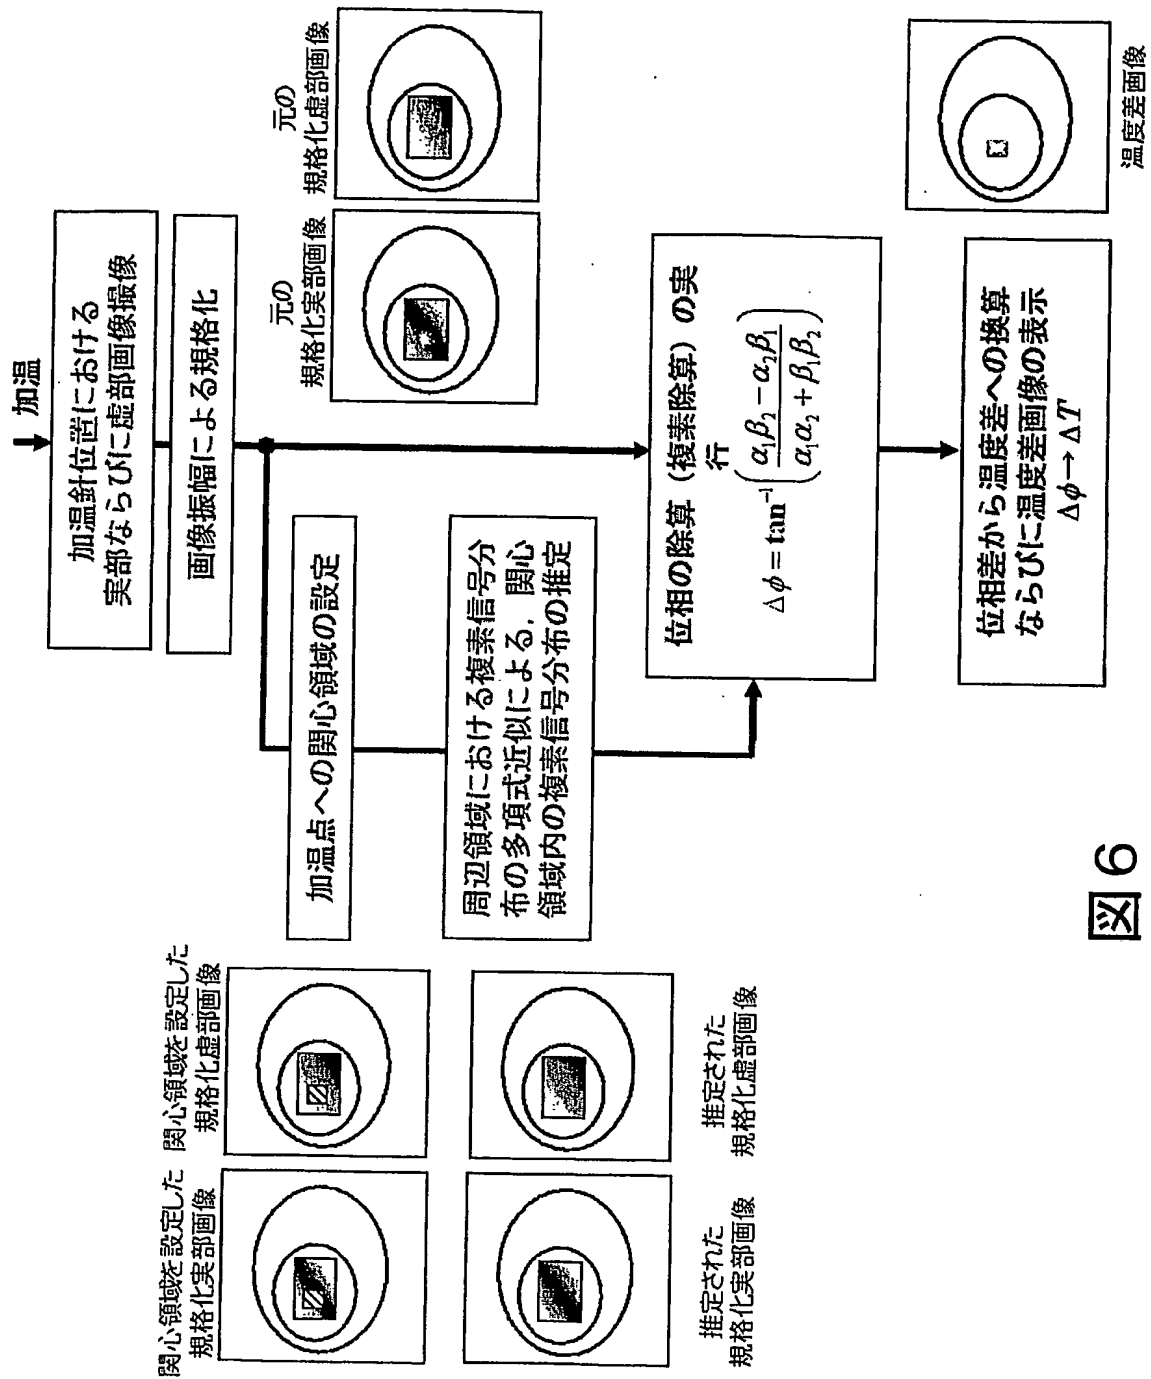 加温
加温針位置における
実部ならびに虚部画像撮像
画像振幅による規格化
元の
規格化実部画像
元の
規格化虚部画像
加温点への関心領域の設定
関心領域を設定した
規格化実部画像
関心領域を設定した
規格化虚部画像
周辺領域における複素信号分
布の多項式近似による, 関心
領域内の複素信号分布の推定
推定された
規格化実部画像
推定された
規格化虚部画像
位相の除算（複素除算）の実
行
Δφ = tan⁻¹((α₁β₂ − α₂β₁)/(α₁α₂ + β₁β₂))
位相差から温度差への換算
ならびに温度差画像の表示
Δφ → ΔT
温度差画像
図6